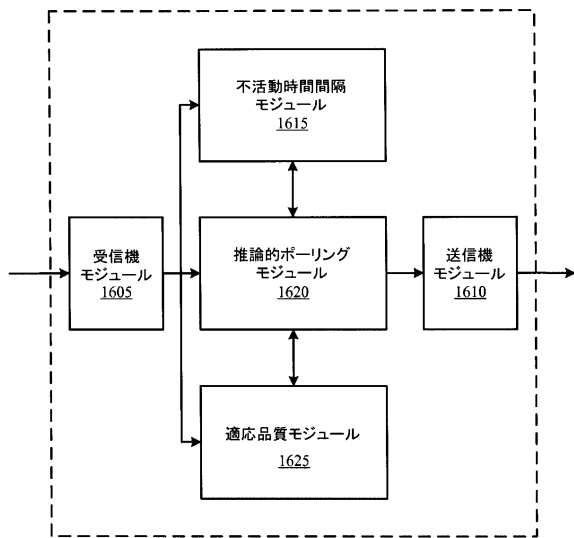 不活動時間間隔
モジュール
1615
受信機
モジュール
1605
推論的ポーリング
モジュール
1620
送信機
モジュール
1610
適応品質モジュール
1625